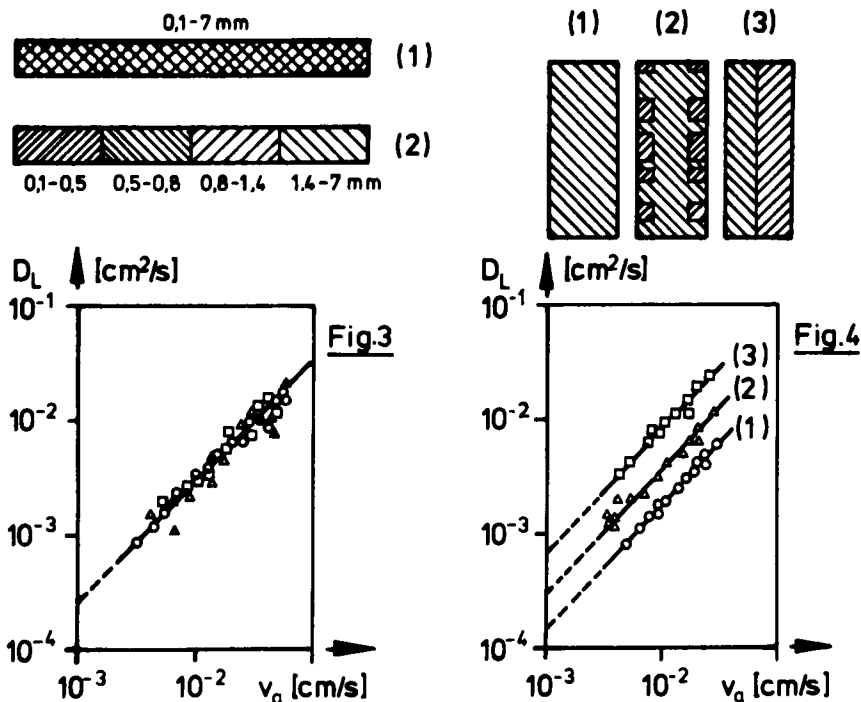 0,1-7 mm
(1)
(2)
0,1-0,5 0,5-0,8 0,8-1,4 1,4-7 mm
D_L [cm²/s]
10⁻¹
Fig.3
10⁻²
10⁻³
10⁻⁴
10⁻³ 10⁻² v_a [cm/s]
(1) (2) (3)
D_L [cm²/s]
10⁻¹
Fig.4
(3)
(2)
10⁻²
(1)
10⁻³
10⁻⁴
10⁻³ 10⁻² v_a [cm/s]